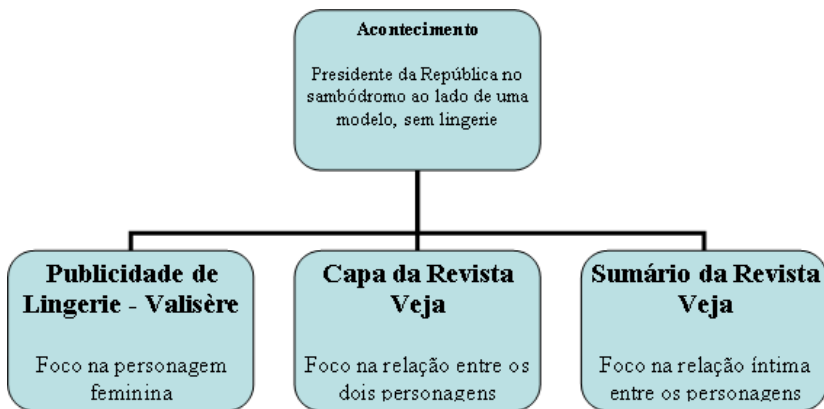 Acontecimento
Presidente da República no
sambódromo ao lado de uma
modelo, sem lingerie
Publicidade de
Lingerie - Valisère
Foco na personagem
feminina
Capa da Revista
Veja
Foco na relação entre os
dois personagens
Sumário da Revista
Veja
Foco na relação íntima
entre os personagens